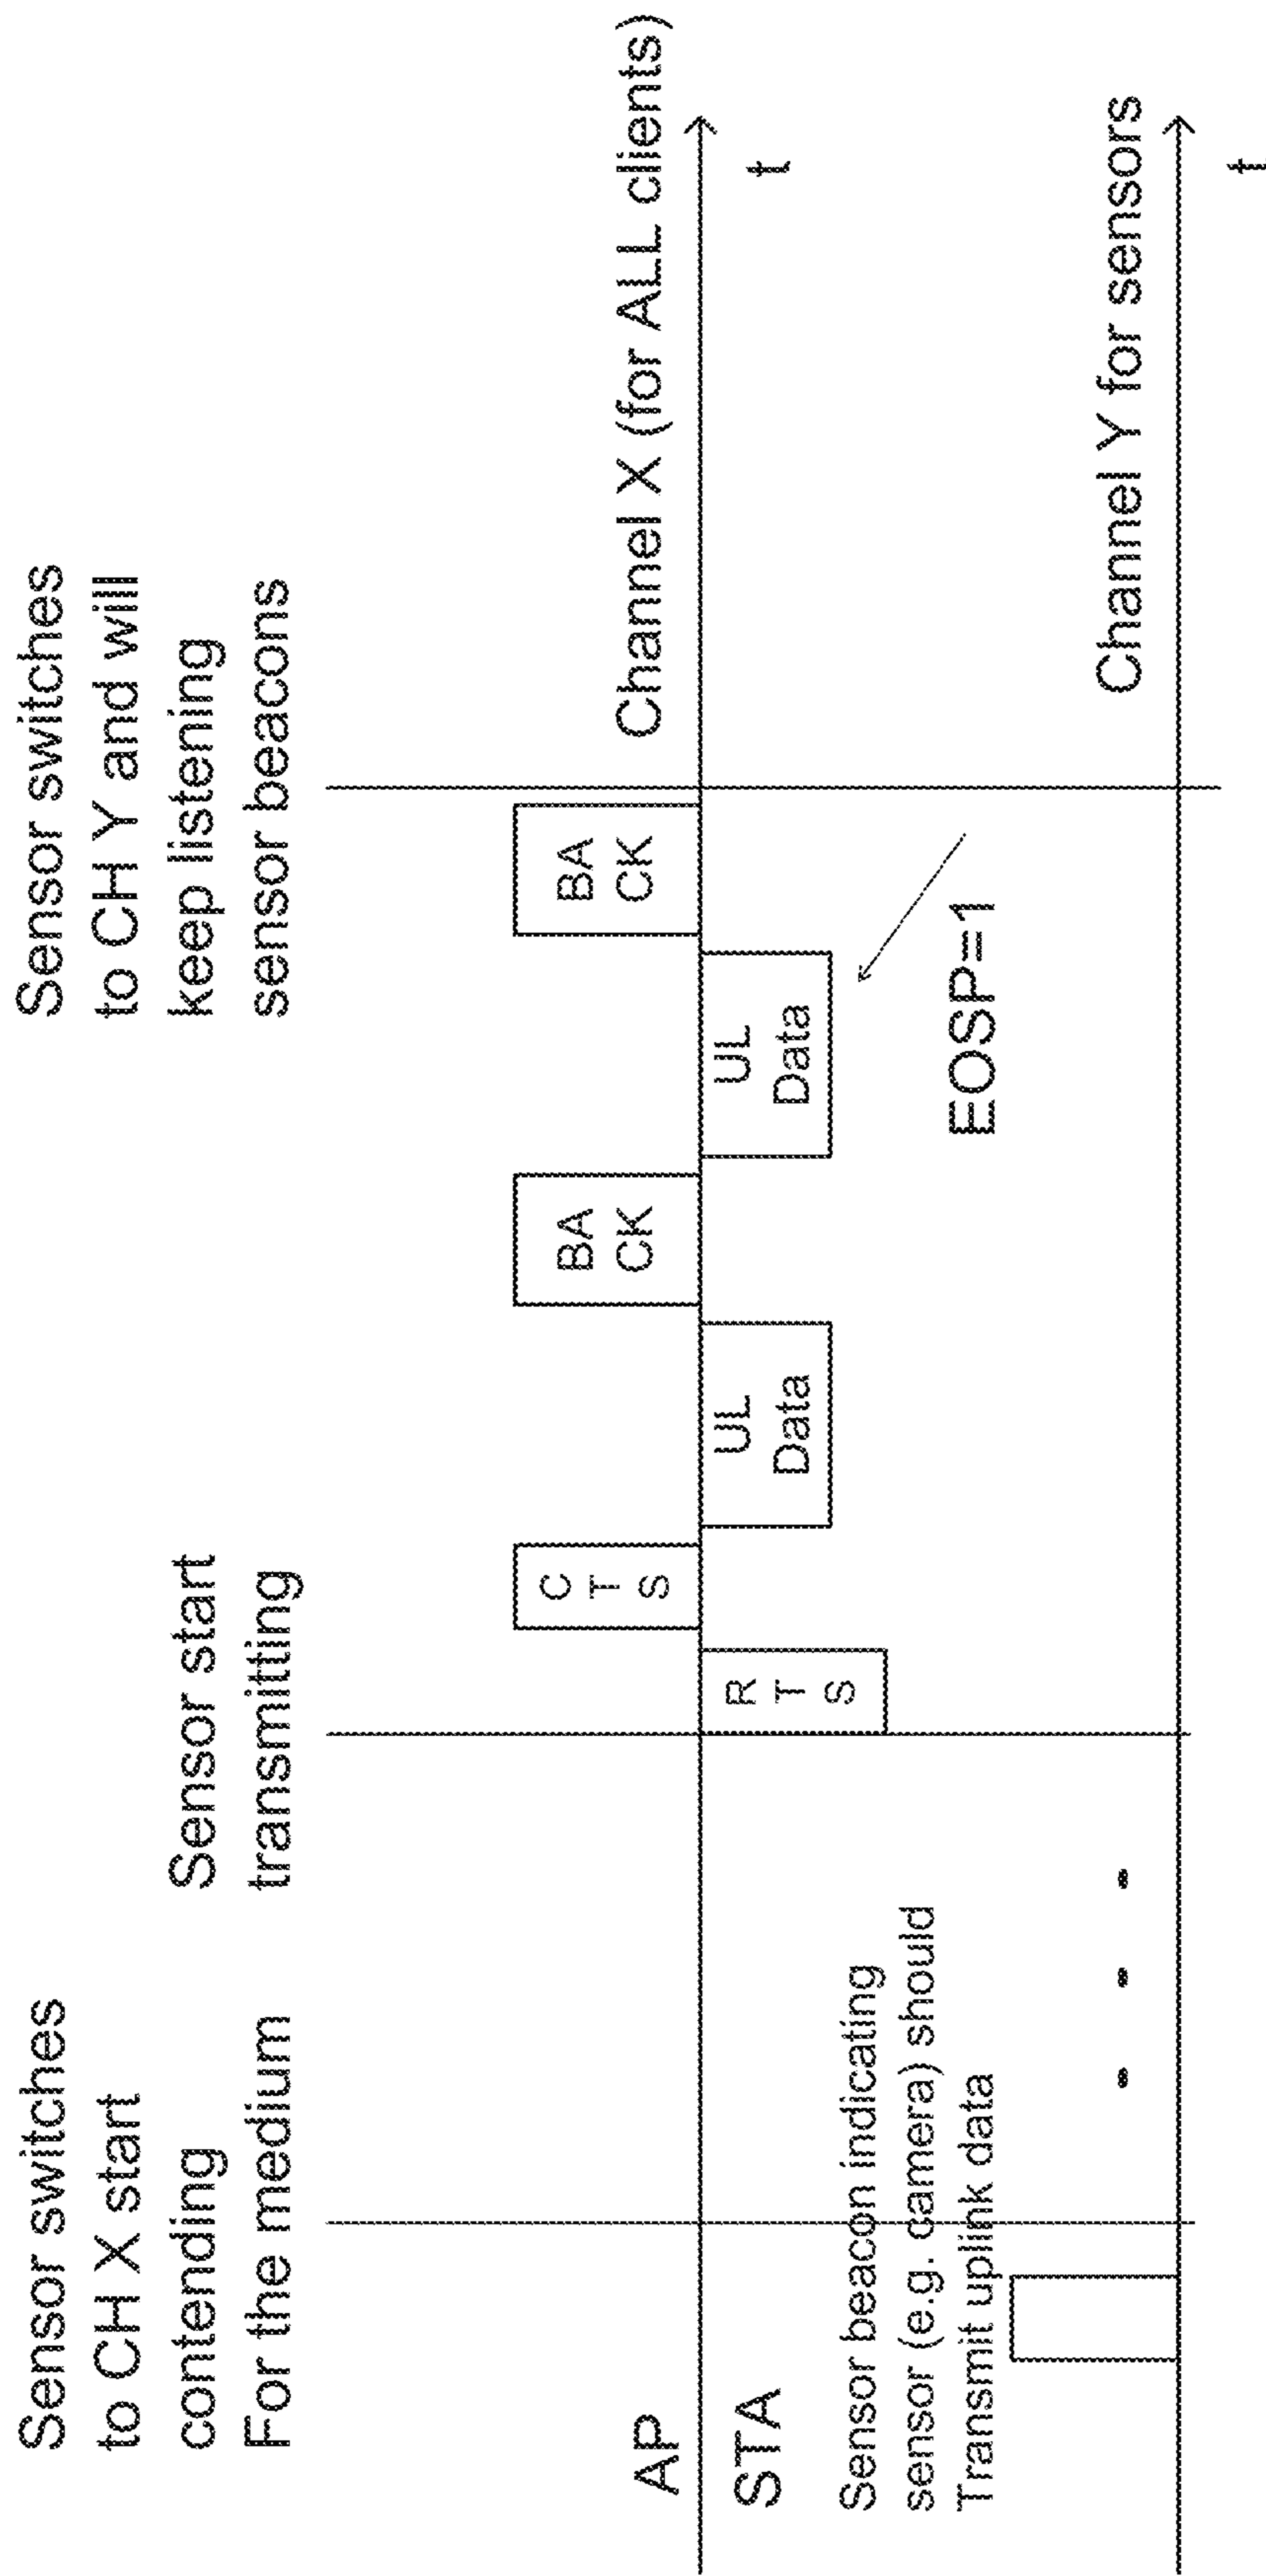 Sensor switches
to CH X start
contending
For the medium
Sensor start
transmitting
Sensor switches
to CH Y and will
keep listening
sensor beacons
AP
STA
C
T
S
R
T
S
UL
Data
BA
CK
UL
Data
BA
CK
EOSP=1
Channel X (for ALL clients)
t
Sensor beacon indicating
sensor (e.g. camera) should
Transmit uplink data
Channel Y for sensors
t